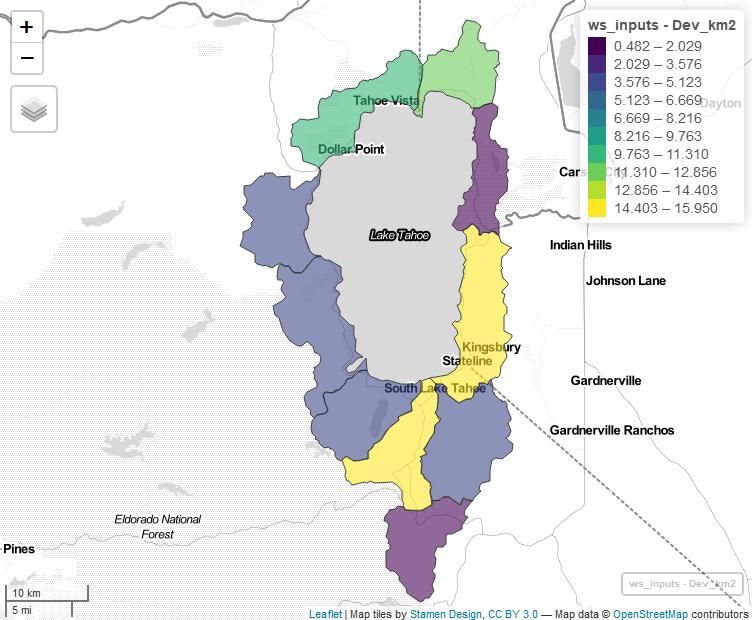 +
−
ws_inputs - Dev_km2
0.482 – 2.029
2.029 – 3.576
3.576 – 5.123
5.123 – 6.669
6.669 – 8.216
8.216 – 9.763
9.763 – 11.310
11.310 – 12.856
12.856 – 14.403
14.403 – 15.950
Tahoe Vista
Dayton
Dollar Point
Lake Tahoe
Indian Hills
Johnson Lane
Kingsbury
Stateline
South Lake Tahoe
Gardnerville
Gardnerville Ranchos
Eldorado National
Forest
Pines
ws_inputs - Dev_km2
10 km
5 mi
Leaflet | Map tiles by Stamen Design, CC BY 3.0 — Map data © OpenStreetMap contributors